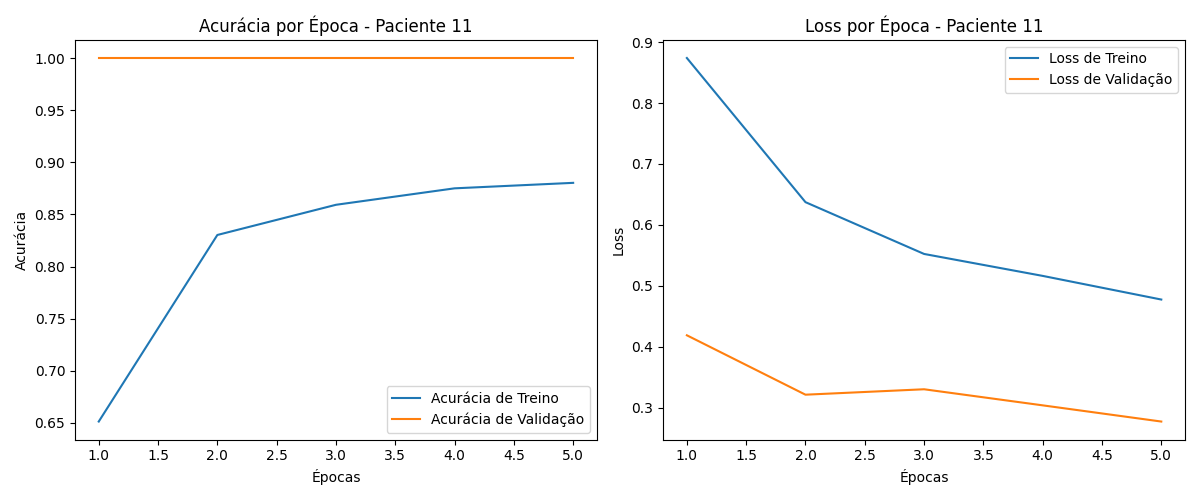 Acurácia por Época - Paciente 11
1.00
0.95
0.90
0.85
0.80
0.75
0.70
0.65
Acurácia
Acurácia de Treino
Acurácia de Validação
1.0 1.5 2.0 2.5 3.0 3.5 4.0 4.5 5.0
Épocas
Loss por Época - Paciente 11
0.9
0.8
0.7
0.6
0.5
0.4
0.3
Loss
Loss de Treino
Loss de Validação
1.0 1.5 2.0 2.5 3.0 3.5 4.0 4.5 5.0
Épocas